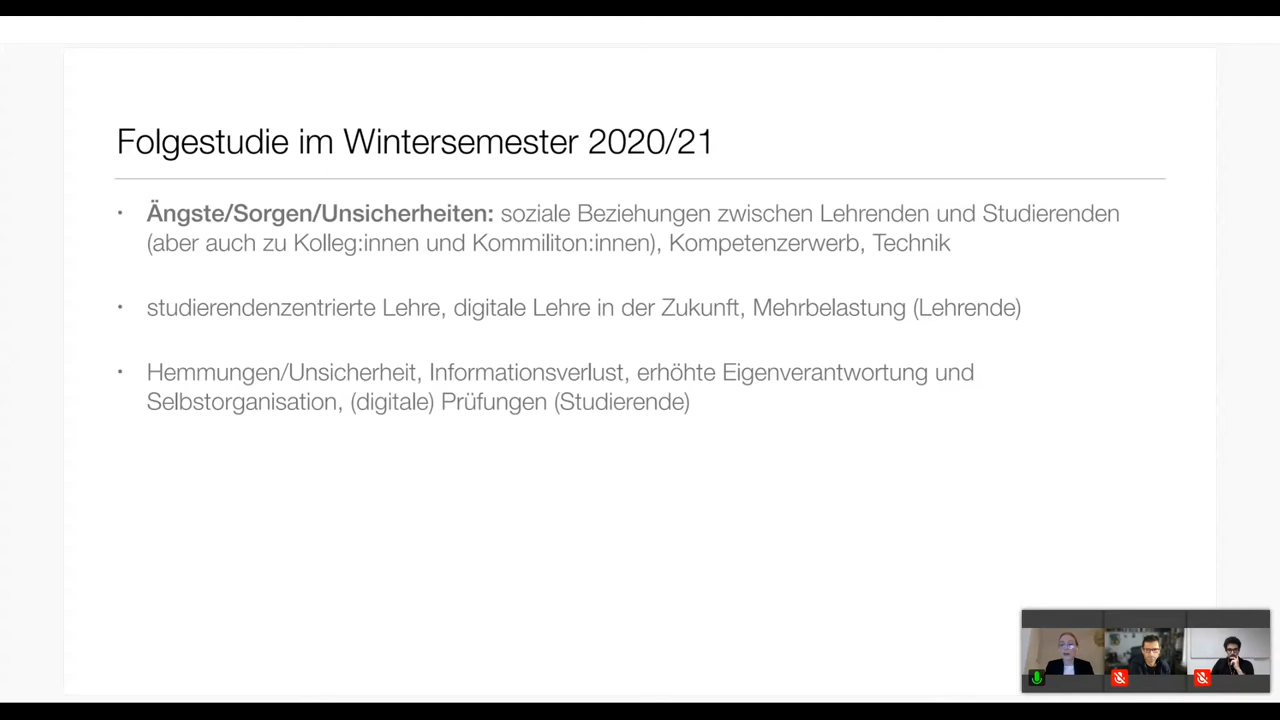 Folgestudie im Wintersemester 2020/21
• Ängste/Sorgen/Unsicherheiten: soziale Beziehungen zwischen Lehrenden und Studierenden
(aber auch zu Kolleg:innen und Kommiliton:innen), Kompetenzerwerb, Technik
• studierendenzentrierte Lehre, digitale Lehre in der Zukunft, Mehrbelastung (Lehrende)
• Hemmungen/Unsicherheit, Informationsverlust, erhöhte Eigenverantwortung und
Selbstorganisation, (digitale) Prüfungen (Studierende)